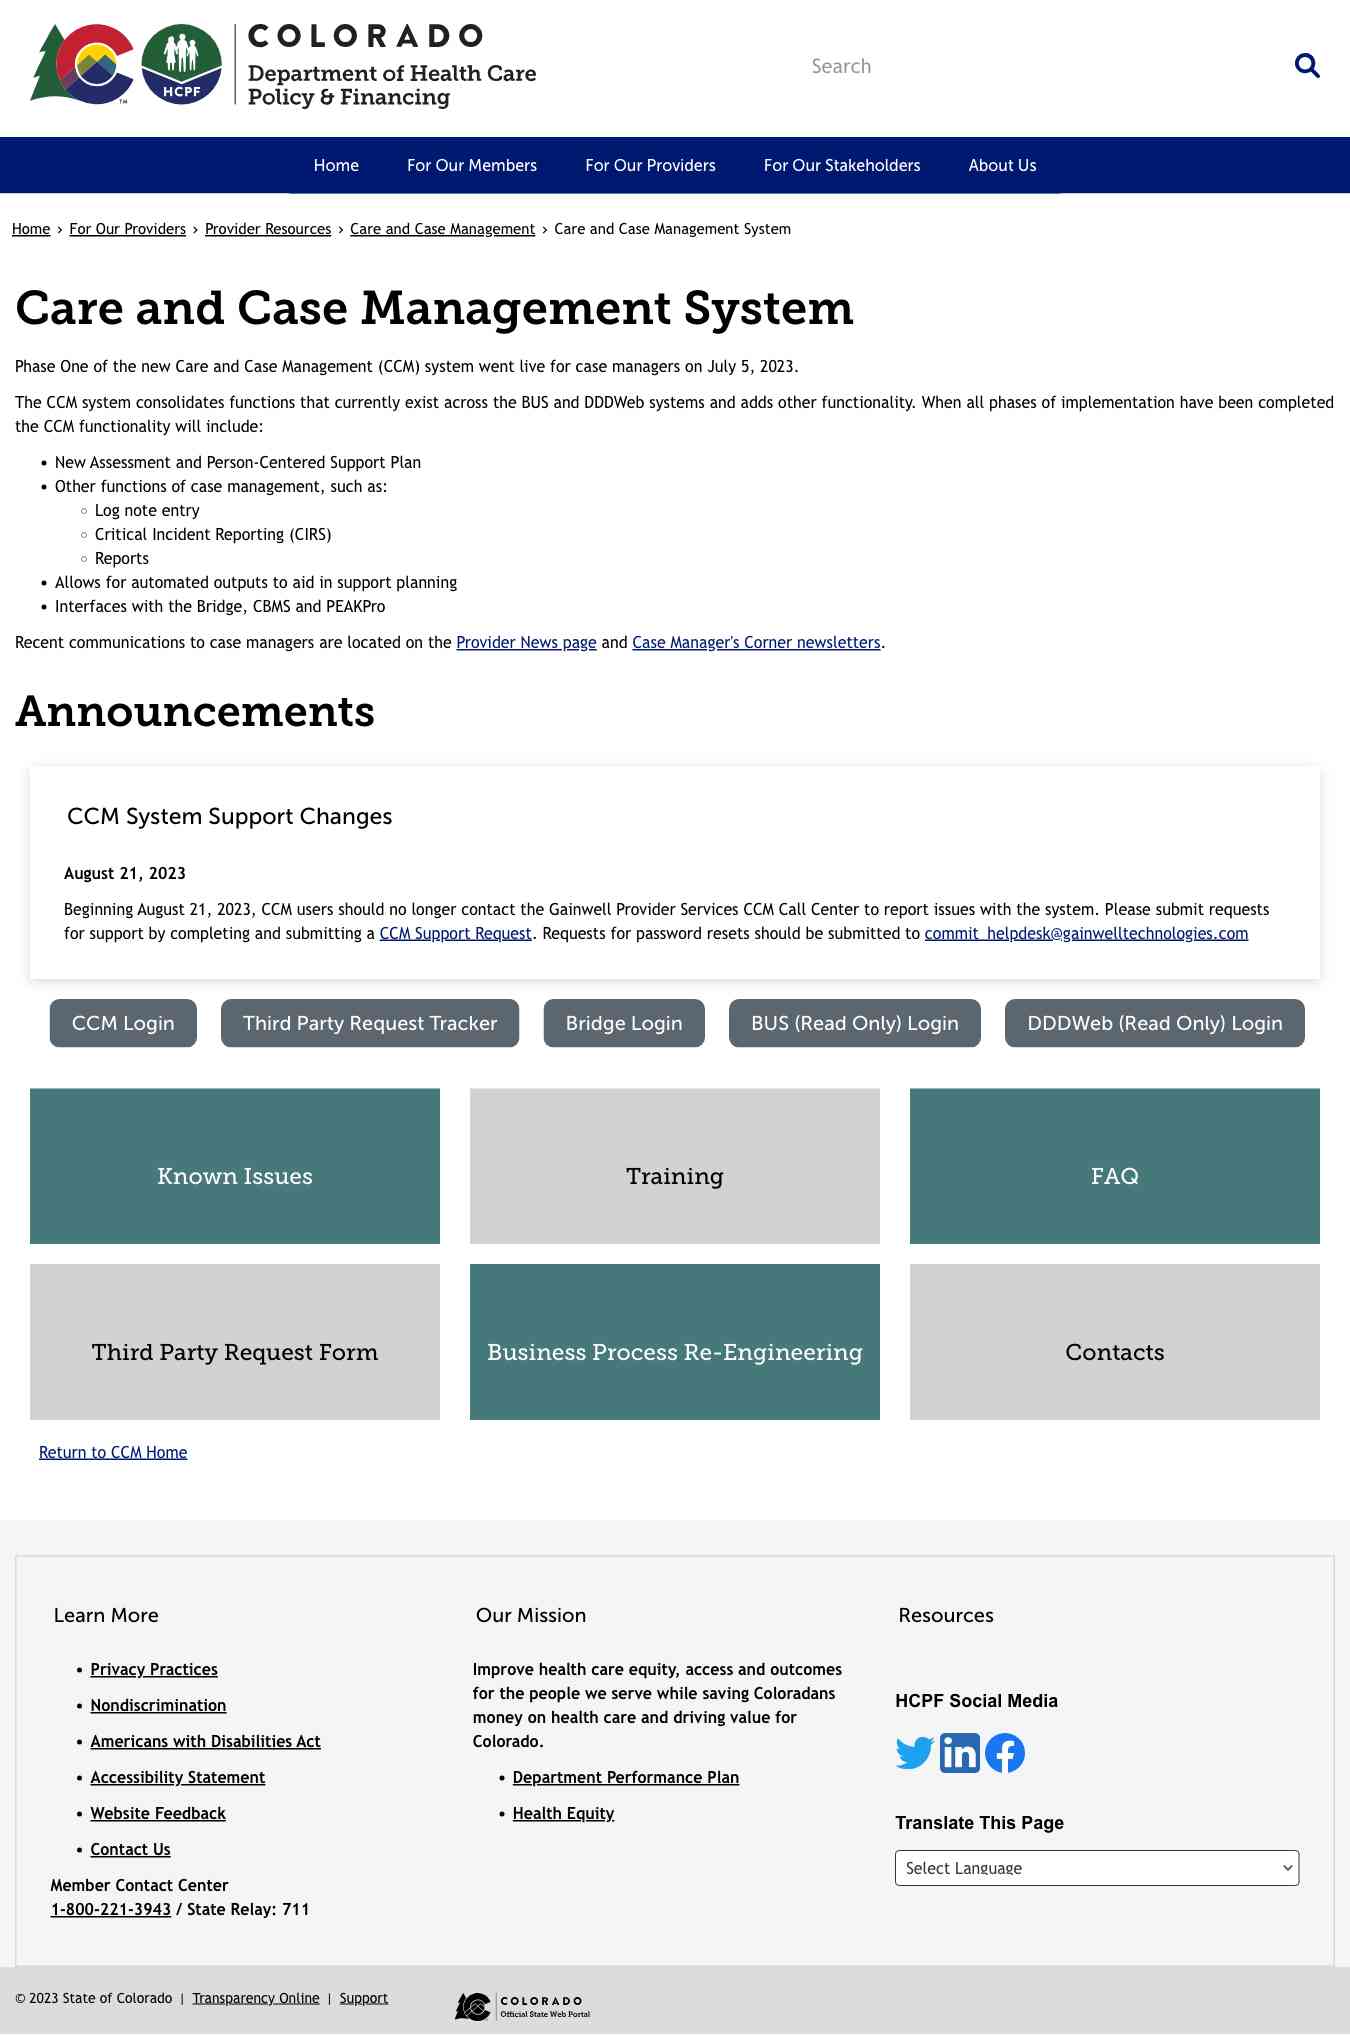 COLORADO
Department of Health Care
Policy & Financing
HCPF
TM
Search
Home For Our Members For Our Providers For Our Stakeholders About Us
Home › For Our Providers › Provider Resources › Care and Case Management › Care and Case Management System
Care and Case Management System
Phase One of the new Care and Case Management (CCM) system went live for case managers on July 5, 2023.
The CCM system consolidates functions that currently exist across the BUS and DDDWeb systems and adds other functionality. When all phases of implementation have been completed
the CCM functionality will include:
• New Assessment and Person-Centered Support Plan
• Other functions of case management, such as:
○ Log note entry
○ Critical Incident Reporting (CIRS)
○ Reports
• Allows for automated outputs to aid in support planning
• Interfaces with the Bridge, CBMS and PEAKPro
Recent communications to case managers are located on the Provider News page and Case Manager's Corner newsletters.
Announcements
CCM System Support Changes
August 21, 2023
Beginning August 21, 2023, CCM users should no longer contact the Gainwell Provider Services CCM Call Center to report issues with the system. Please submit requests
for support by completing and submitting a CCM Support Request. Requests for password resets should be submitted to commit_helpdesk@gainwelltechnologies.com
CCM Login Third Party Request Tracker Bridge Login BUS (Read Only) Login DDDWeb (Read Only) Login
Known Issues Training FAQ
Third Party Request Form Business Process Re-Engineering Contacts
Return to CCM Home
Learn More
• Privacy Practices
• Nondiscrimination
• Americans with Disabilities Act
• Accessibility Statement
• Website Feedback
• Contact Us
Member Contact Center
1-800-221-3943 / State Relay: 711
Our Mission
Improve health care equity, access and outcomes
for the people we serve while saving Coloradans
money on health care and driving value for
Colorado.
• Department Performance Plan
• Health Equity
Resources
HCPF Social Media
in
Translate This Page
Select Language
© 2023 State of Colorado | Transparency Online | Support
COLORADO
Official State Web Portal